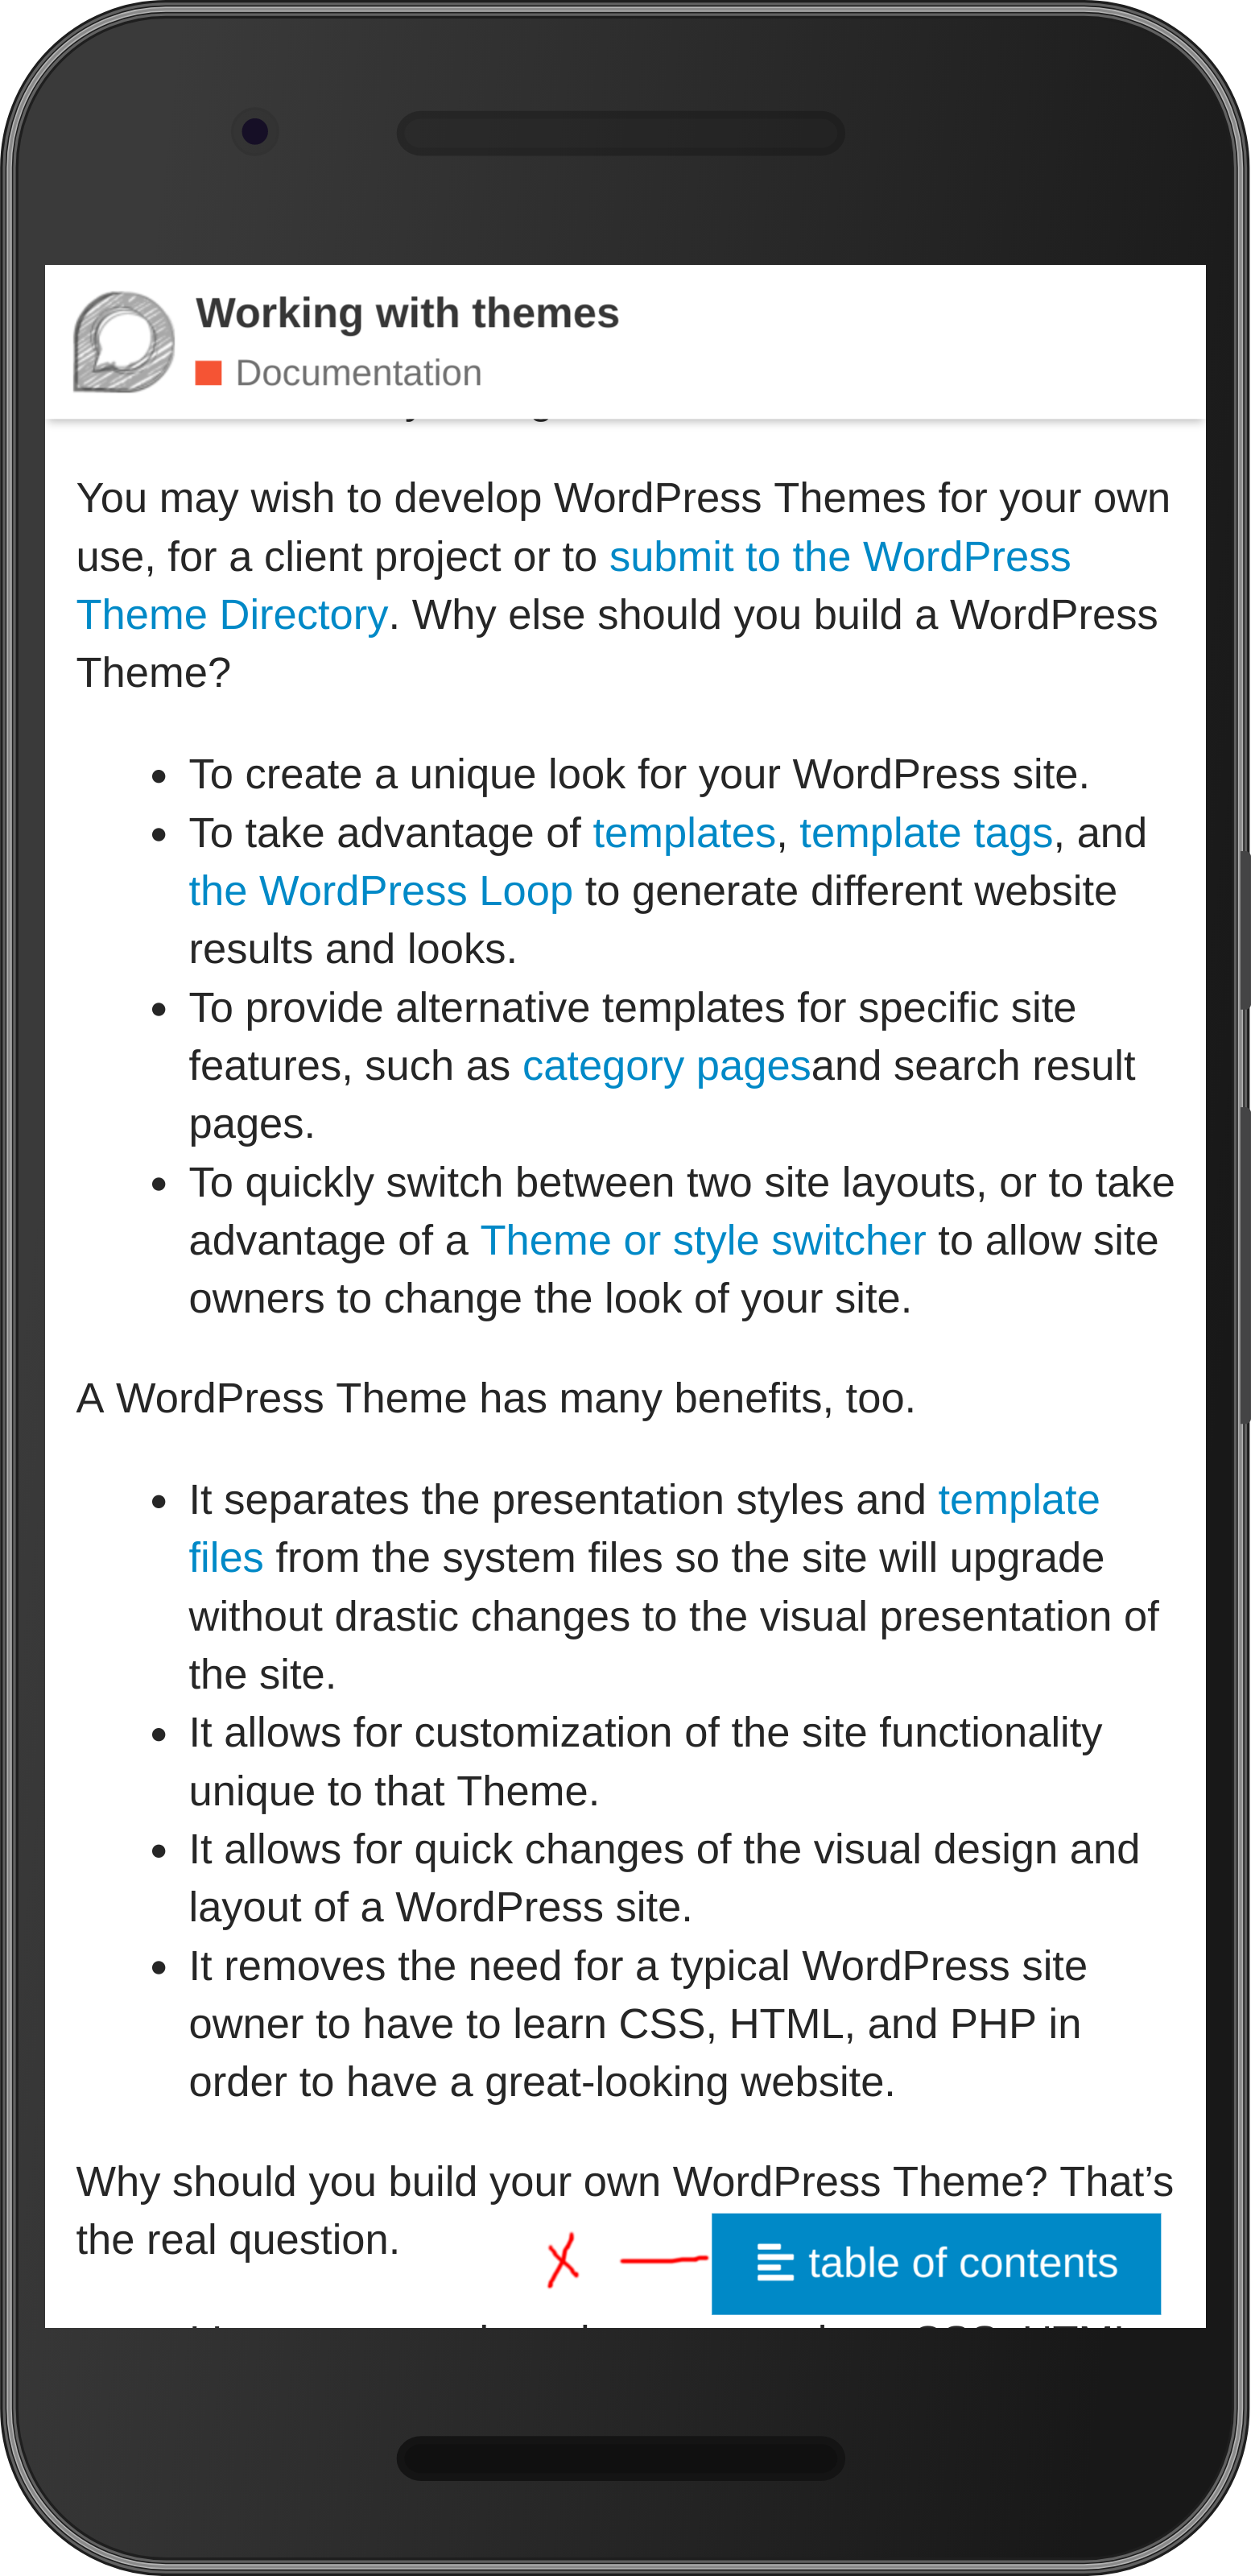 Working with themes
Documentation
You may wish to develop WordPress Themes for your own
use, for a client project or to submit to the WordPress
Theme Directory. Why else should you build a WordPress
Theme?
• To create a unique look for your WordPress site.
• To take advantage of templates, template tags, and
the WordPress Loop to generate different website
results and looks.
• To provide alternative templates for specific site
features, such as category pagesand search result
pages.
• To quickly switch between two site layouts, or to take
advantage of a Theme or style switcher to allow site
owners to change the look of your site.
A WordPress Theme has many benefits, too.
• It separates the presentation styles and template
files from the system files so the site will upgrade
without drastic changes to the visual presentation of
the site.
• It allows for customization of the site functionality
unique to that Theme.
• It allows for quick changes of the visual design and
layout of a WordPress site.
• It removes the need for a typical WordPress site
owner to have to learn CSS, HTML, and PHP in
order to have a great-looking website.
Why should you build your own WordPress Theme? That’s
the real question.
X
table of contents